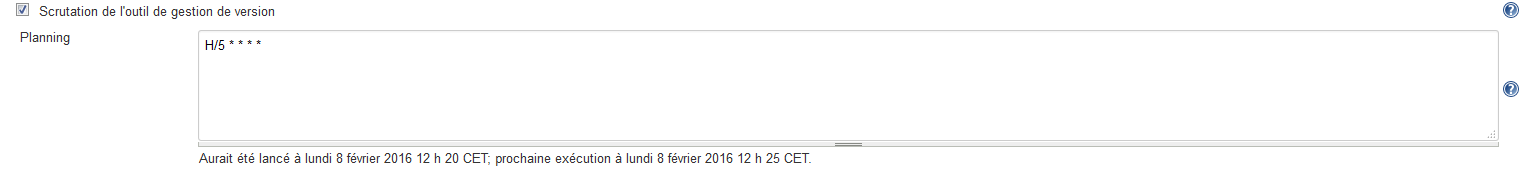 Scrutation de l'outil de gestion de version
Planning
H/5 * * * *
Aurait été lancé à lundi 8 février 2016 12 h 20 CET; prochaine exécution à lundi 8 février 2016 12 h 25 CET.